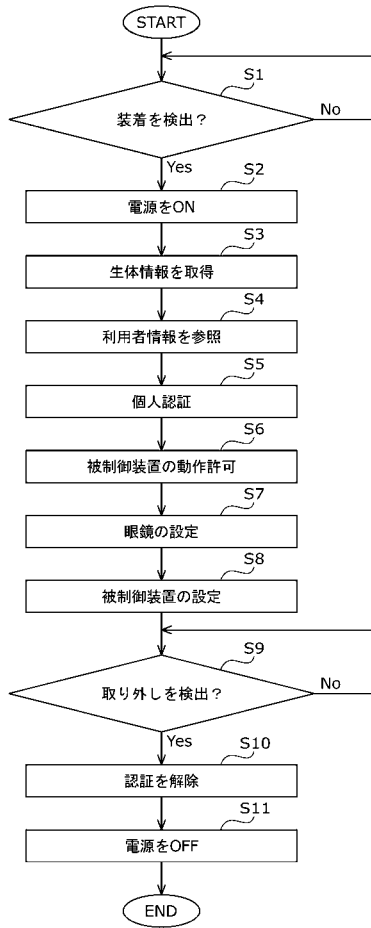 START
S1
装着を検出？
No
Yes
S2
電源をON
S3
生体情報を取得
S4
利用者情報を参照
S5
個人認証
S6
被制御装置の動作許可
S7
眼鏡の設定
S8
被制御装置の設定
S9
取り外しを検出？
No
Yes
S10
認証を解除
S11
電源をOFF
END